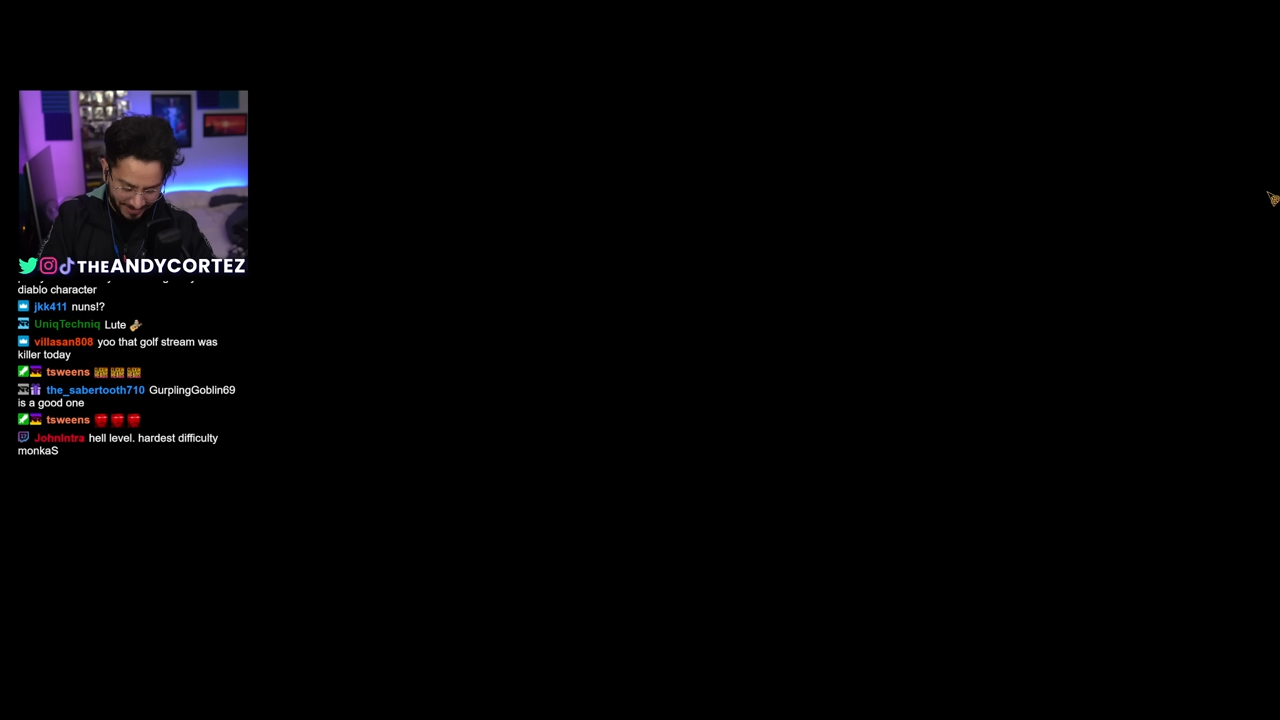 THEANDYCORTEZ
diablo character
jkk411 nuns!?
UniqTechniq Lute
villasan808 yoo that golf stream was
killer today
tsweens
the_sabertooth710 GurplingGoblin69
is a good one
tsweens
JohnIntra hell level. hardest difficulty
monkaS